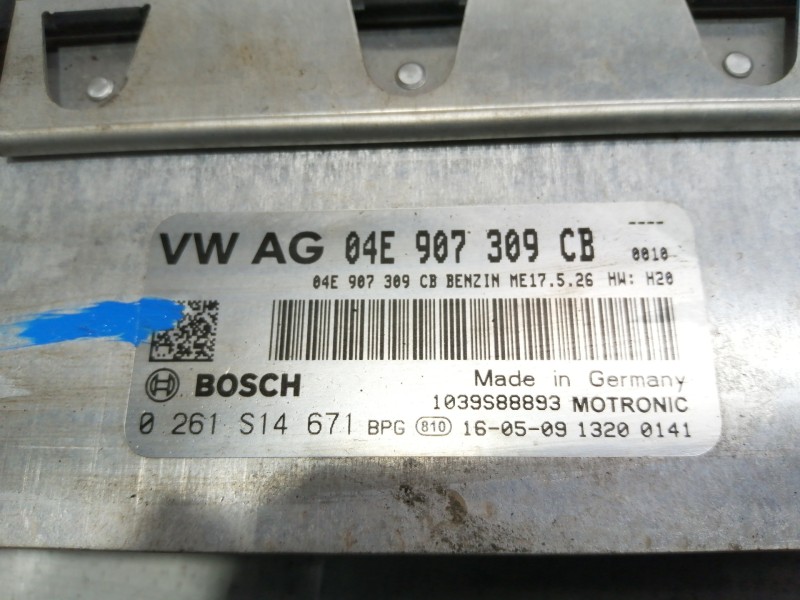 ----
VW AG 04E 907 309 CB 0010
04E 907 309 CB BENZIN ME17.5.26 HW: H20
BOSCH
Made in Germany
1039S88893 MOTRONIC
0 261 S14 671 BPG 810 16-05-09 1320 0141